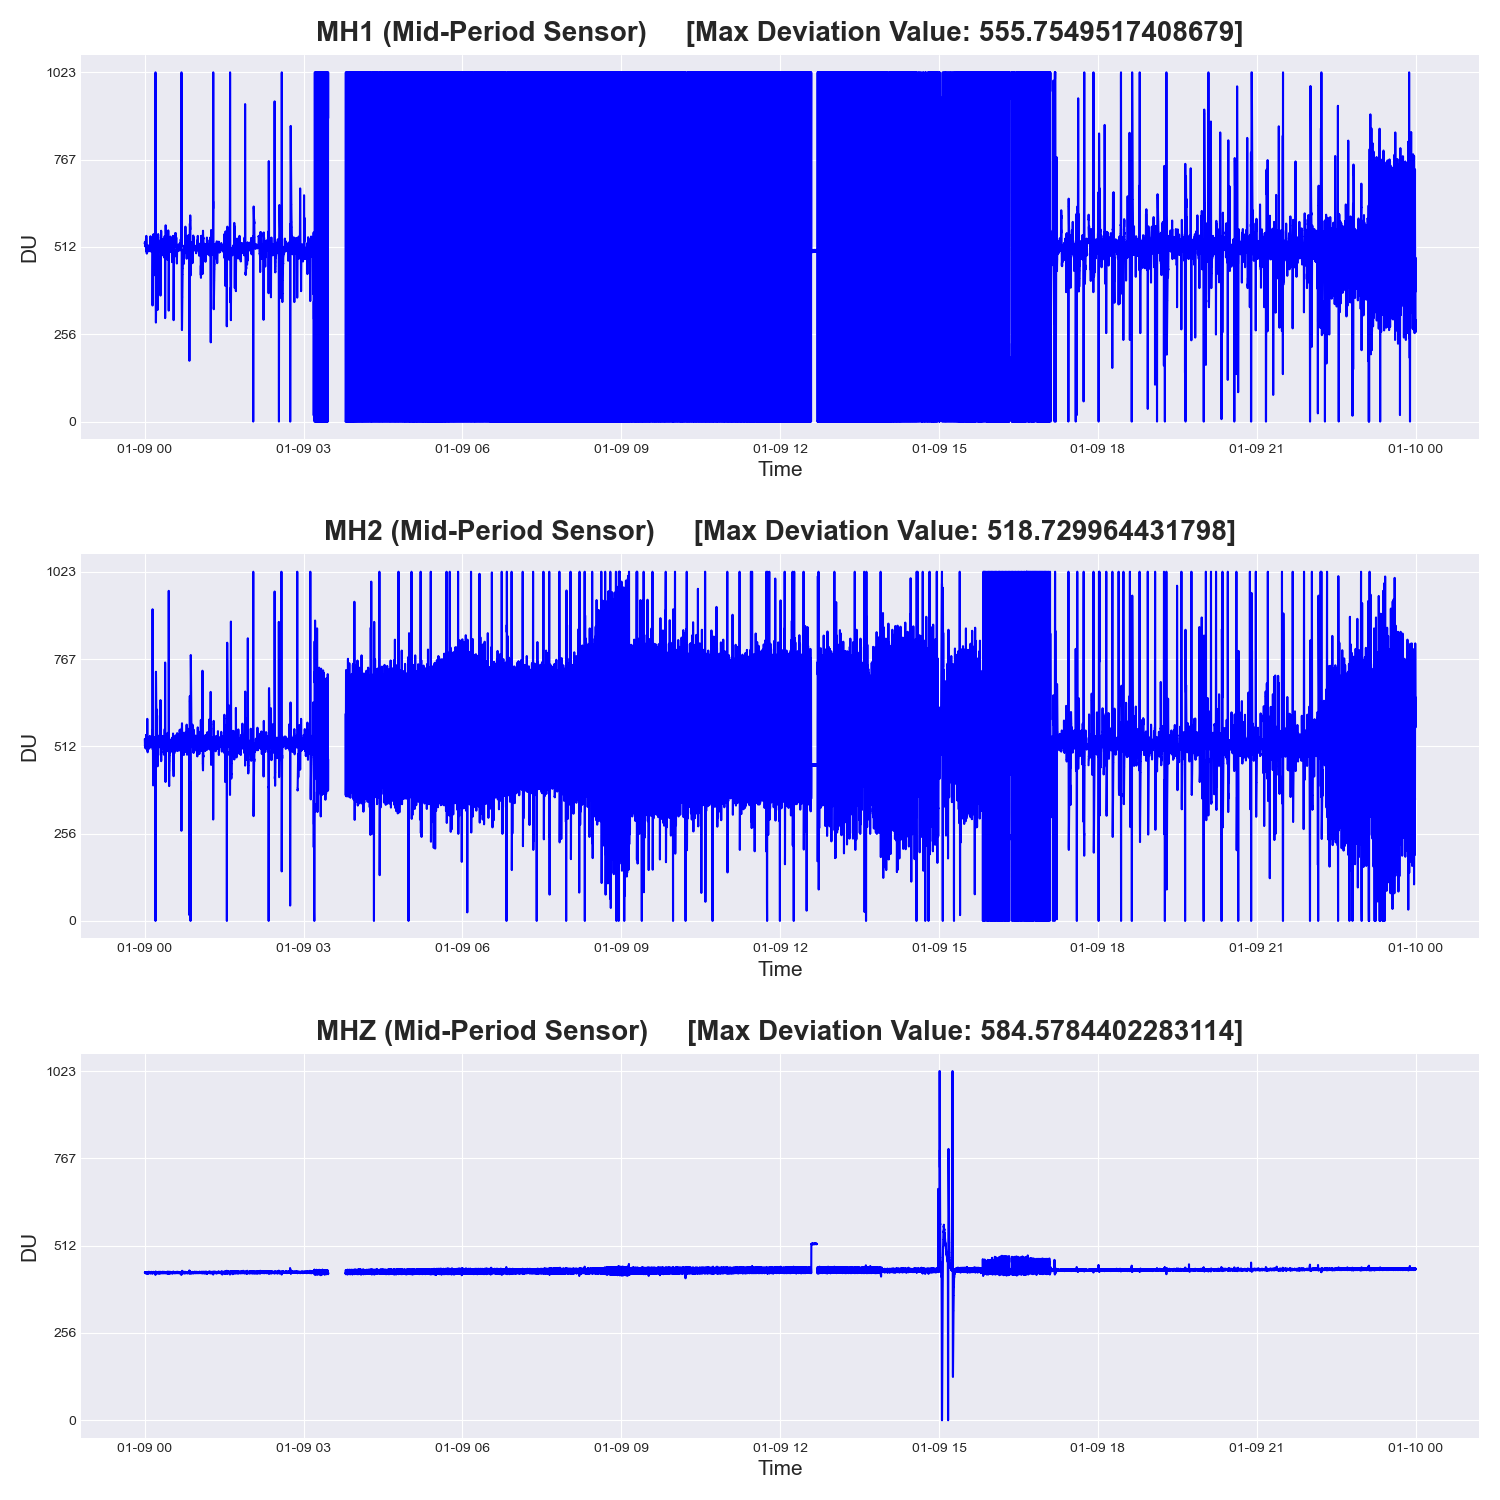 MH1 (Mid-Period Sensor)     [Max Deviation Value: 555.7549517408679]
1023
767
512
256
0
DU
01-09 00 01-09 03 01-09 06 01-09 09 01-09 12 01-09 15 01-09 18 01-09 21 01-10 00
Time
MH2 (Mid-Period Sensor)     [Max Deviation Value: 518.729964431798]
1023
767
512
256
0
DU
01-09 00 01-09 03 01-09 06 01-09 09 01-09 12 01-09 15 01-09 18 01-09 21 01-10 00
Time
MHZ (Mid-Period Sensor)     [Max Deviation Value: 584.5784402283114]
1023
767
512
256
0
DU
01-09 00 01-09 03 01-09 06 01-09 09 01-09 12 01-09 15 01-09 18 01-09 21 01-10 00
Time